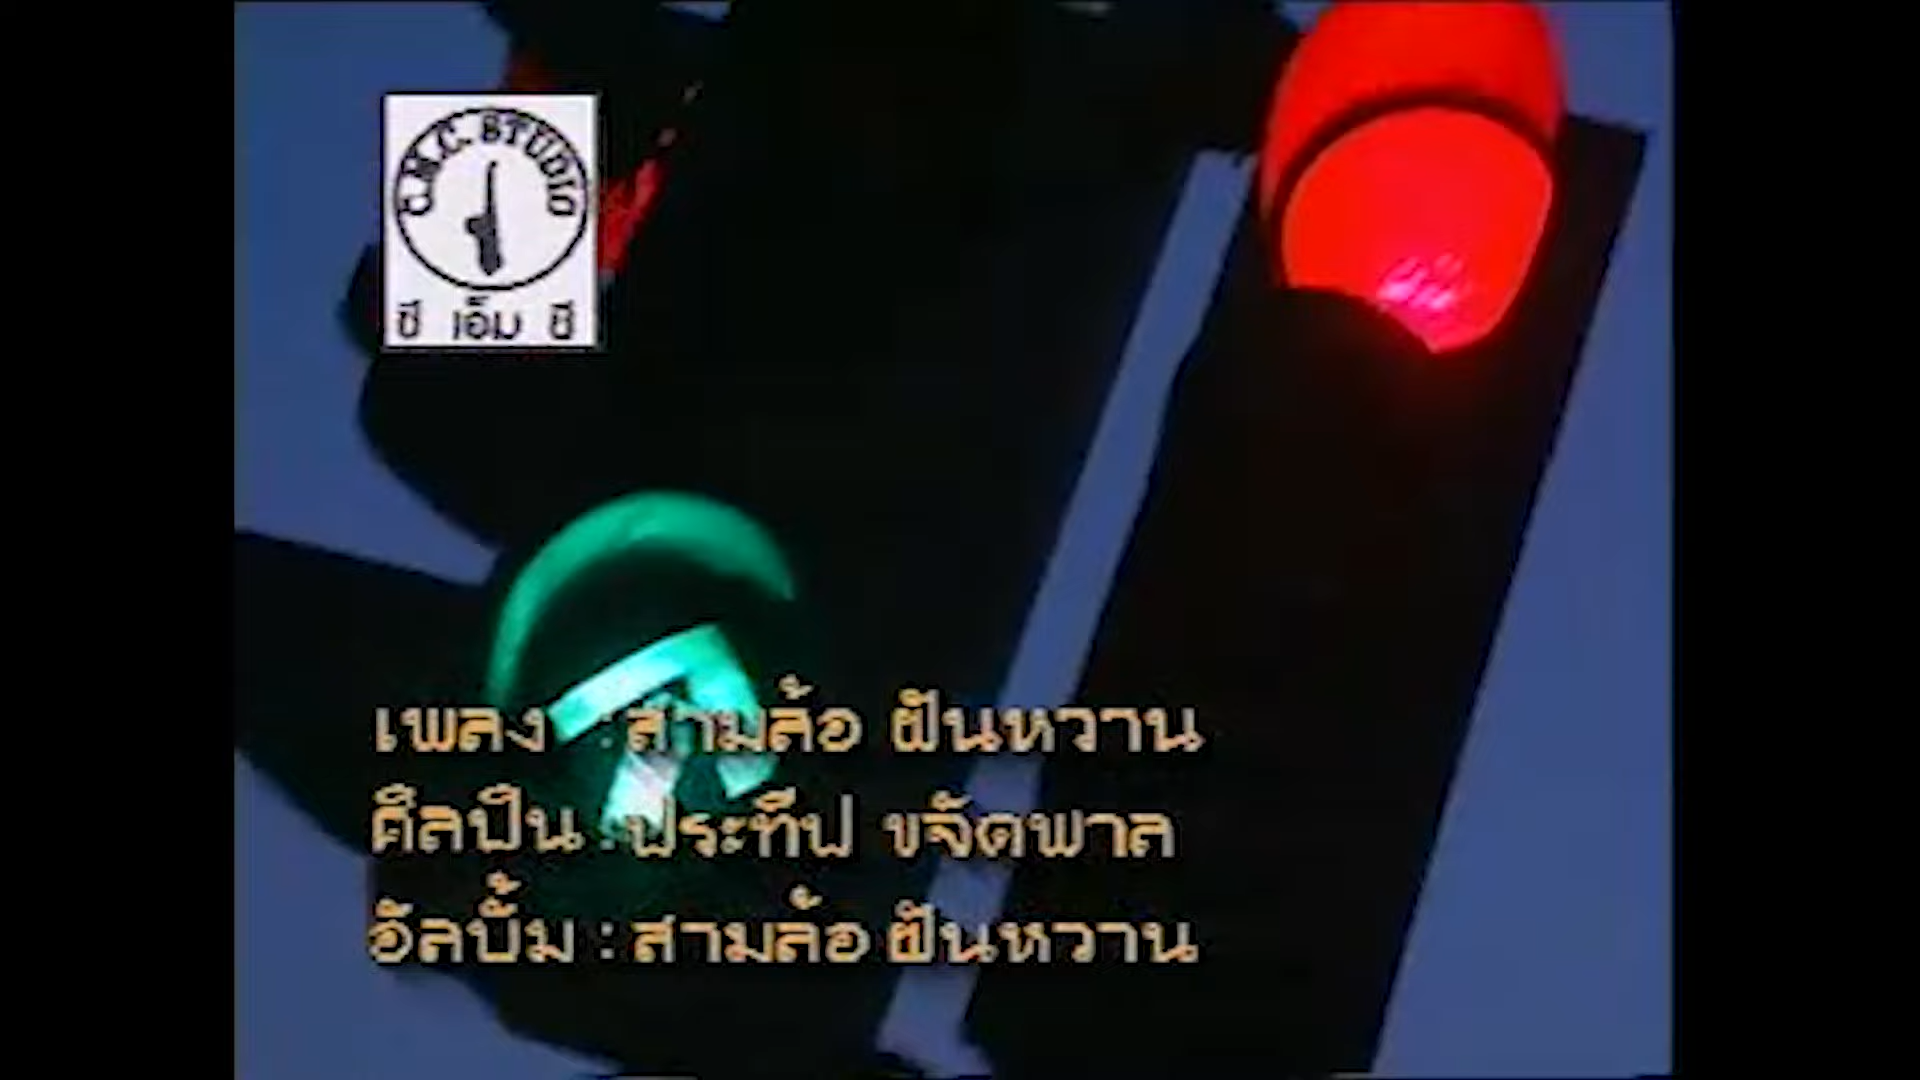 C.M.C. STUDIO
ซี เอ็ม ซี
เพลง : สามล้อ ฝันหวาน
ศิลปิน : ประทีป ขจัดพาล
อัลบั้ม : สามล้อ ฝันหวาน